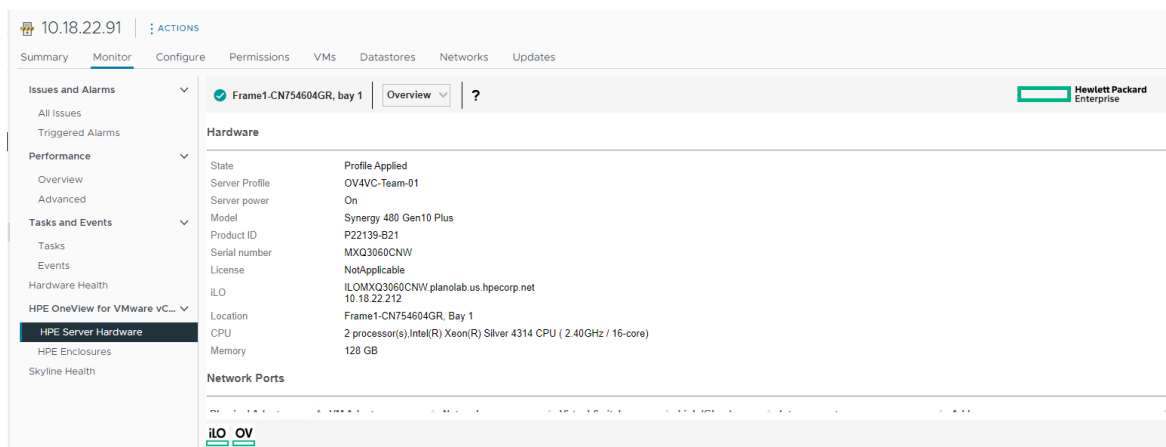 10.18.22.91 ACTIONS
Summary Monitor Configure Permissions VMs Datastores Networks Updates
Issues and Alarms
All Issues
Triggered Alarms
Performance
Overview
Advanced
Tasks and Events
Tasks
Events
Hardware Health
HPE OneView for VMware vC...
HPE Server Hardware
HPE Enclosures
Skyline Health
Frame1-CN754604GR, bay 1 Overview ?
Hewlett Packard
Enterprise
Hardware
State Profile Applied
Server Profile OV4VC-Team-01
Server power On
Model Synergy 480 Gen10 Plus
Product ID P22139-B21
Serial number MXQ3060CNW
License NotApplicable
iLO ILOMXQ3060CNW.planolab.us.hpecorp.net
10.18.22.212
Location Frame1-CN754604GR, Bay 1
CPU 2 processor(s),Intel(R) Xeon(R) Silver 4314 CPU ( 2.40GHz / 16-core)
Memory 128 GB
Network Ports
iLO OV